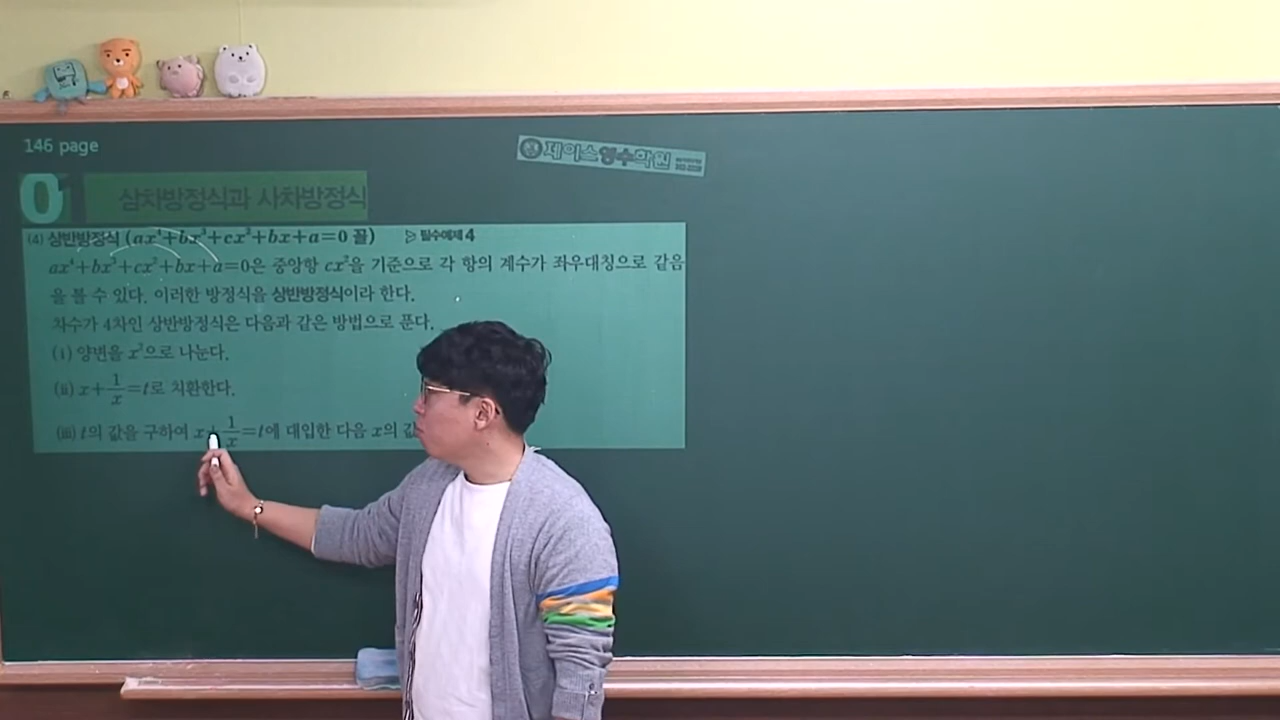 146 page
제이스영수학원
01 삼차방정식과 사차방정식
(4) 상반방정식 (ax⁴+bx³+cx²+bx+a=0 꼴) ▷ 필수예제 4
ax⁴+bx³+cx²+bx+a=0은 중앙항 cx²을 기준으로 각 항의 계수가 좌우대칭으로 같음
을 볼 수 있다. 이러한 방정식을 상반방정식이라 한다.
차수가 4차인 상반방정식은 다음과 같은 방법으로 푼다.
(ⅰ) 양변을 x²으로 나눈다.
(ⅱ) x+1/x=t로 치환한다.
(ⅲ) t의 값을 구하여 x+1/x=t에 대입한 다음 x의 값